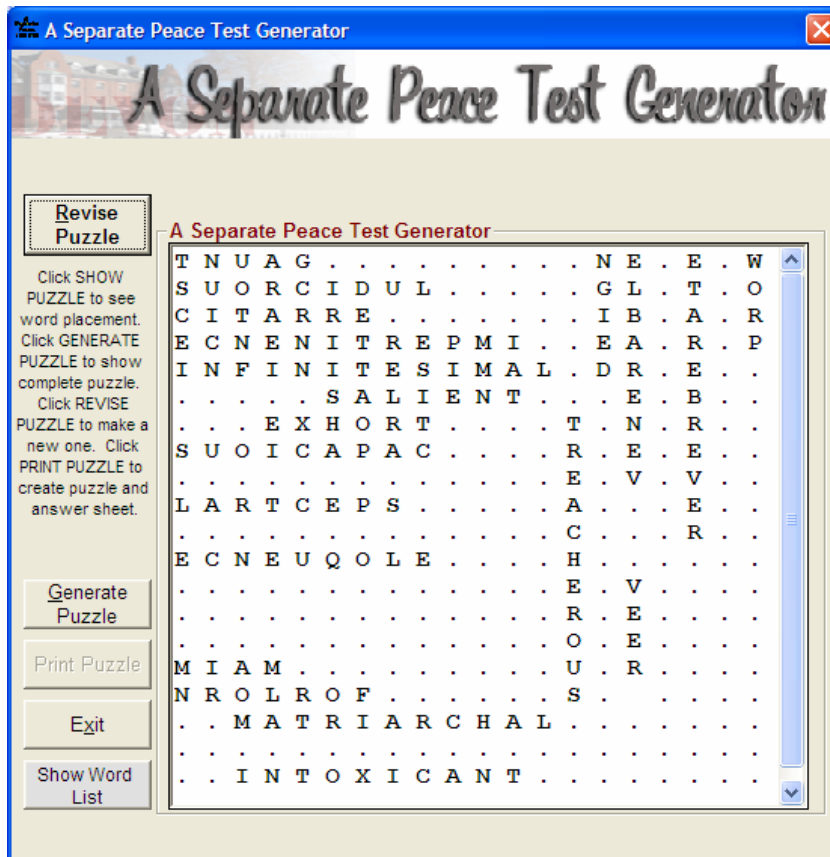 A Separate Peace Test Generator
DEVON
A Separate Peace Test Generator
Revise
Puzzle
Click SHOW
PUZZLE to see
word placement.
Click GENERATE
PUZZLE to show
complete puzzle.
Click REVISE
PUZZLE to make a
new one. Click
PRINT PUZZLE to
create puzzle and
answer sheet.
Generate
Puzzle
Print Puzzle
Exit
Show Word
List
A Separate Peace Test Generator
T N U A G . . . . . . . . . N E . E . W
S U O R C I D U L . . . . . G L . T . O
C I T A R R E . . . . . . . I B . A . R
E C N E N I T R E P M I . . E A . R . P
I N F I N I T E S I M A L . D R . E . .
. . . . . S A L I E N T . . . E . B . .
. . . E X H O R T . . . . T . N . R . .
S U O I C A P A C . . . . R . E . E . .
. . . . . . . . . . . . . E . V . V . .
L A R T C E P S . . . . . A . . . E . .
. . . . . . . . . . . . . C . . . R . .
E C N E U Q O L E . . . . H . . . . . .
. . . . . . . . . . . . . E . V . . . .
. . . . . . . . . . . . . R . E . . . .
. . . . . . . . . . . . . O . E . . . .
M I A M . . . . . . . . . U . R . . . .
N R O L R O F . . . . . . S . . . . .
. . M A T R I A R C H A L . . . . . . .
. . . . . . . . . . . . . . . . . . . .
. . I N T O X I C A N T . . . . . . . .